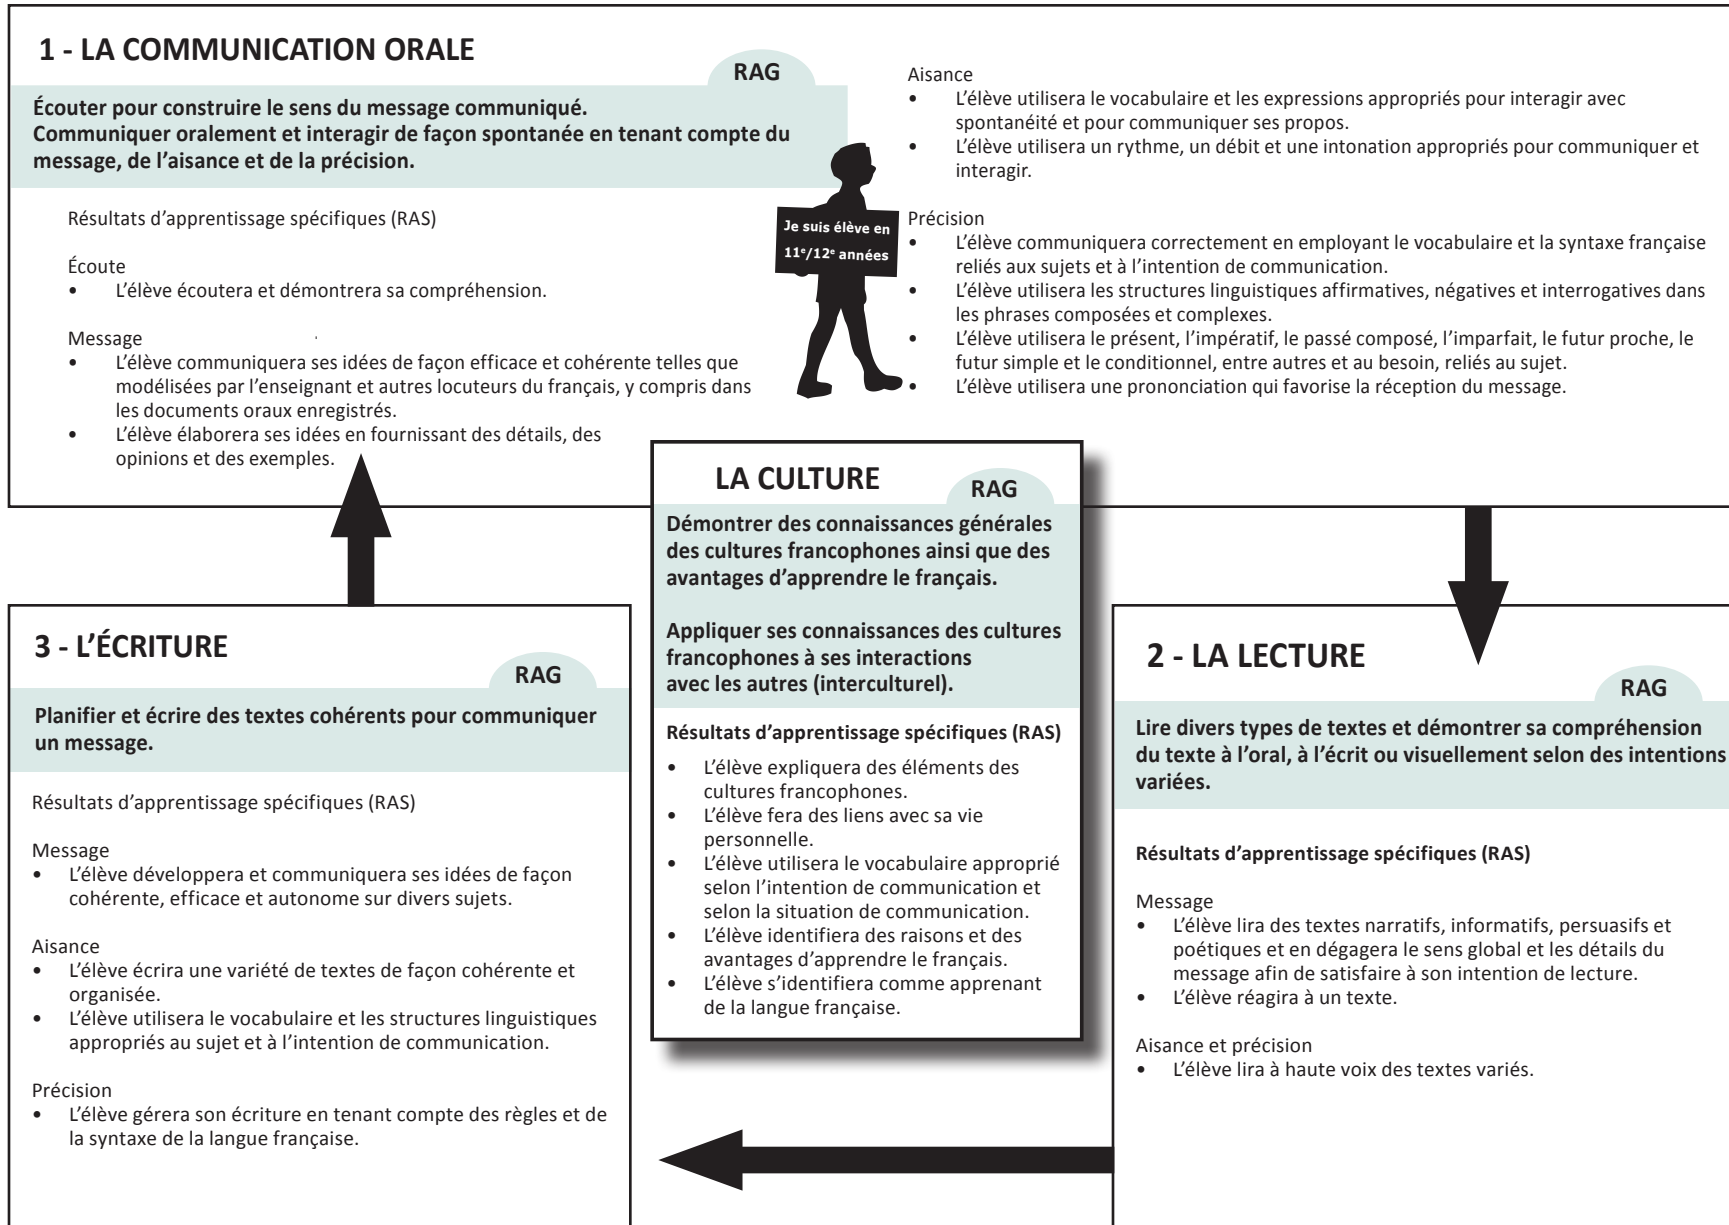 1 - LA COMMUNICATION ORALE
RAG
Écouter pour construire le sens du message communiqué.
Communiquer oralement et interagir de façon spontanée en tenant compte du
message, de l’aisance et de la précision.
Résultats d’apprentissage spécifiques (RAS)
Écoute
• L’élève écoutera et démontrera sa compréhension.
Message
• L’élève communiquera ses idées de façon efficace et cohérente telles que
modélisées par l’enseignant et autres locuteurs du français, y compris dans
les documents oraux enregistrés.
• L’élève élaborera ses idées en fournissant des détails, des
opinions et des exemples.
Je suis élève en
11e/12e années
Aisance
• L’élève utilisera le vocabulaire et les expressions appropriés pour interagir avec
spontanéité et pour communiquer ses propos.
• L’élève utilisera un rythme, un débit et une intonation appropriés pour communiquer et
interagir.
Précision
• L’élève communiquera correctement en employant le vocabulaire et la syntaxe française
reliés aux sujets et à l’intention de communication.
• L’élève utilisera les structures linguistiques affirmatives, négatives et interrogatives dans
les phrases composées et complexes.
• L’élève utilisera le présent, l’impératif, le passé composé, l’imparfait, le futur proche, le
futur simple et le conditionnel, entre autres et au besoin, reliés au sujet.
• L’élève utilisera une prononciation qui favorise la réception du message.
LA CULTURE
RAG
Démontrer des connaissances générales
des cultures francophones ainsi que des
avantages d’apprendre le français.
Appliquer ses connaissances des cultures
francophones à ses interactions
avec les autres (interculturel).
Résultats d’apprentissage spécifiques (RAS)
• L’élève expliquera des éléments des
cultures francophones.
• L’élève fera des liens avec sa vie
personnelle.
• L’élève utilisera le vocabulaire approprié
selon l’intention de communication et
selon la situation de communication.
• L’élève identifiera des raisons et des
avantages d’apprendre le français.
• L’élève s’identifiera comme apprenant
de la langue française.
2 - LA LECTURE
RAG
Lire divers types de textes et démontrer sa compréhension
du texte à l’oral, à l’écrit ou visuellement selon des intentions
variées.
Résultats d’apprentissage spécifiques (RAS)
Message
• L’élève lira des textes narratifs, informatifs, persuasifs et
poétiques et en dégagera le sens global et les détails du
message afin de satisfaire à son intention de lecture.
• L’élève réagira à un texte.
Aisance et précision
• L’élève lira à haute voix des textes variés.
3 - L’ÉCRITURE
RAG
Planifier et écrire des textes cohérents pour communiquer
un message.
Résultats d’apprentissage spécifiques (RAS)
Message
• L’élève développera et communiquera ses idées de façon
cohérente, efficace et autonome sur divers sujets.
Aisance
• L’élève écrira une variété de textes de façon cohérente et
organisée.
• L’élève utilisera le vocabulaire et les structures linguistiques
appropriés au sujet et à l’intention de communication.
Précision
• L’élève gérera son écriture en tenant compte des règles et de
la syntaxe de la langue française.